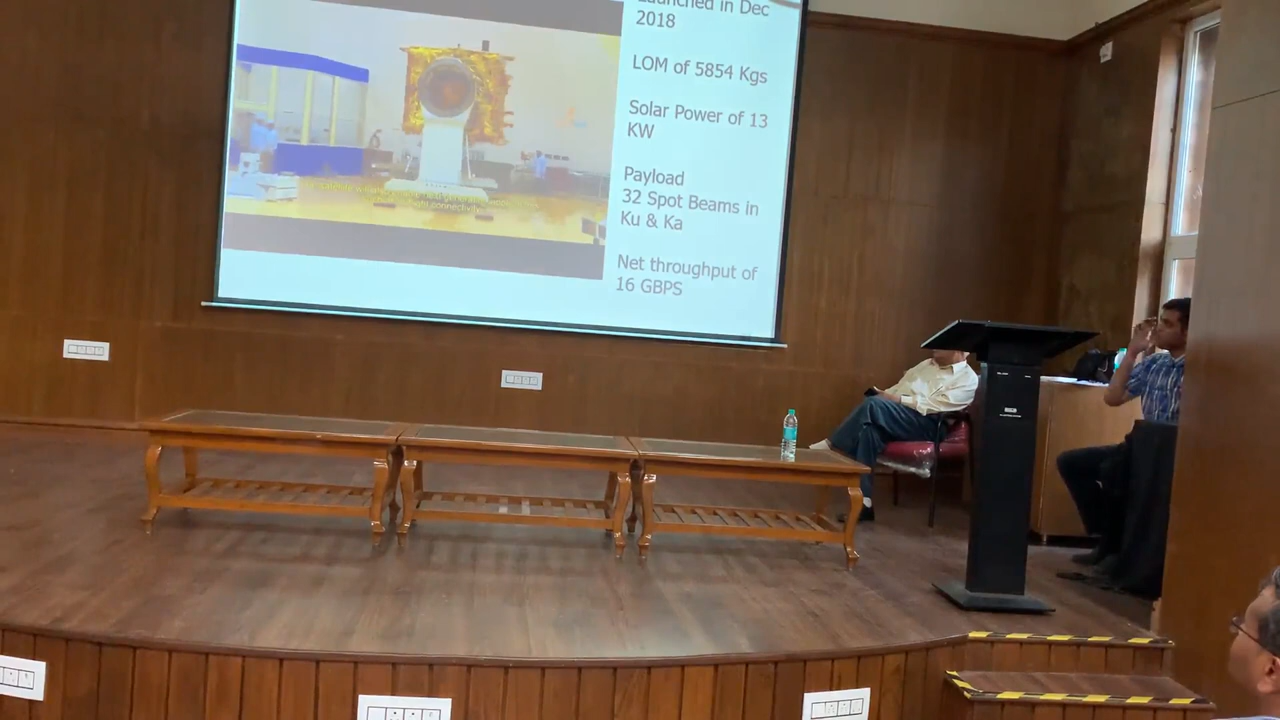 Launched in Dec
2018
LOM of 5854 Kgs
Solar Power of 13
KW
Payload
32 Spot Beams in
Ku & Ka
Net throughput of
16 GBPS
connectivity